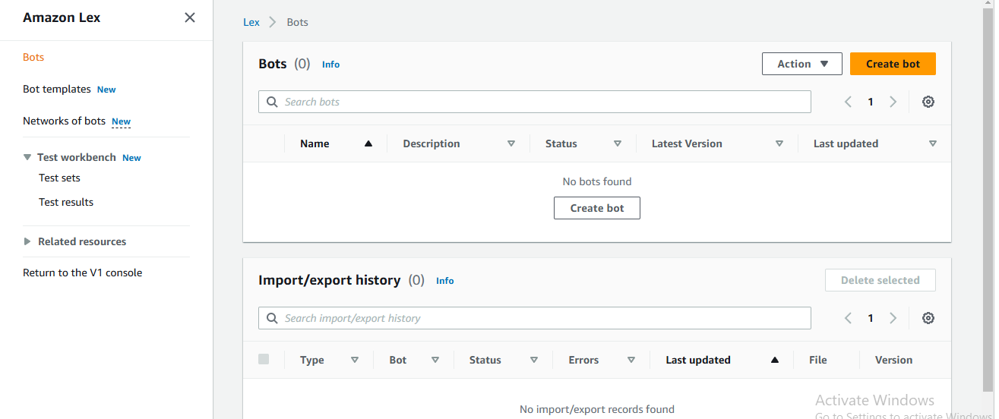 Amazon Lex
Bots
Bot templates New
Networks of bots New
Test workbench New
Test sets
Test results
Related resources
Return to the V1 console
Lex > Bots
Bots (0) Info Action Create bot
Search bots 1
Name Description Status Latest Version Last updated
No bots found
Create bot
Import/export history (0) Info Delete selected
Search import/export history 1
Type Bot Status Errors Last updated File Version
No import/export records found
Activate Windows
Go to Settings to activate Windows